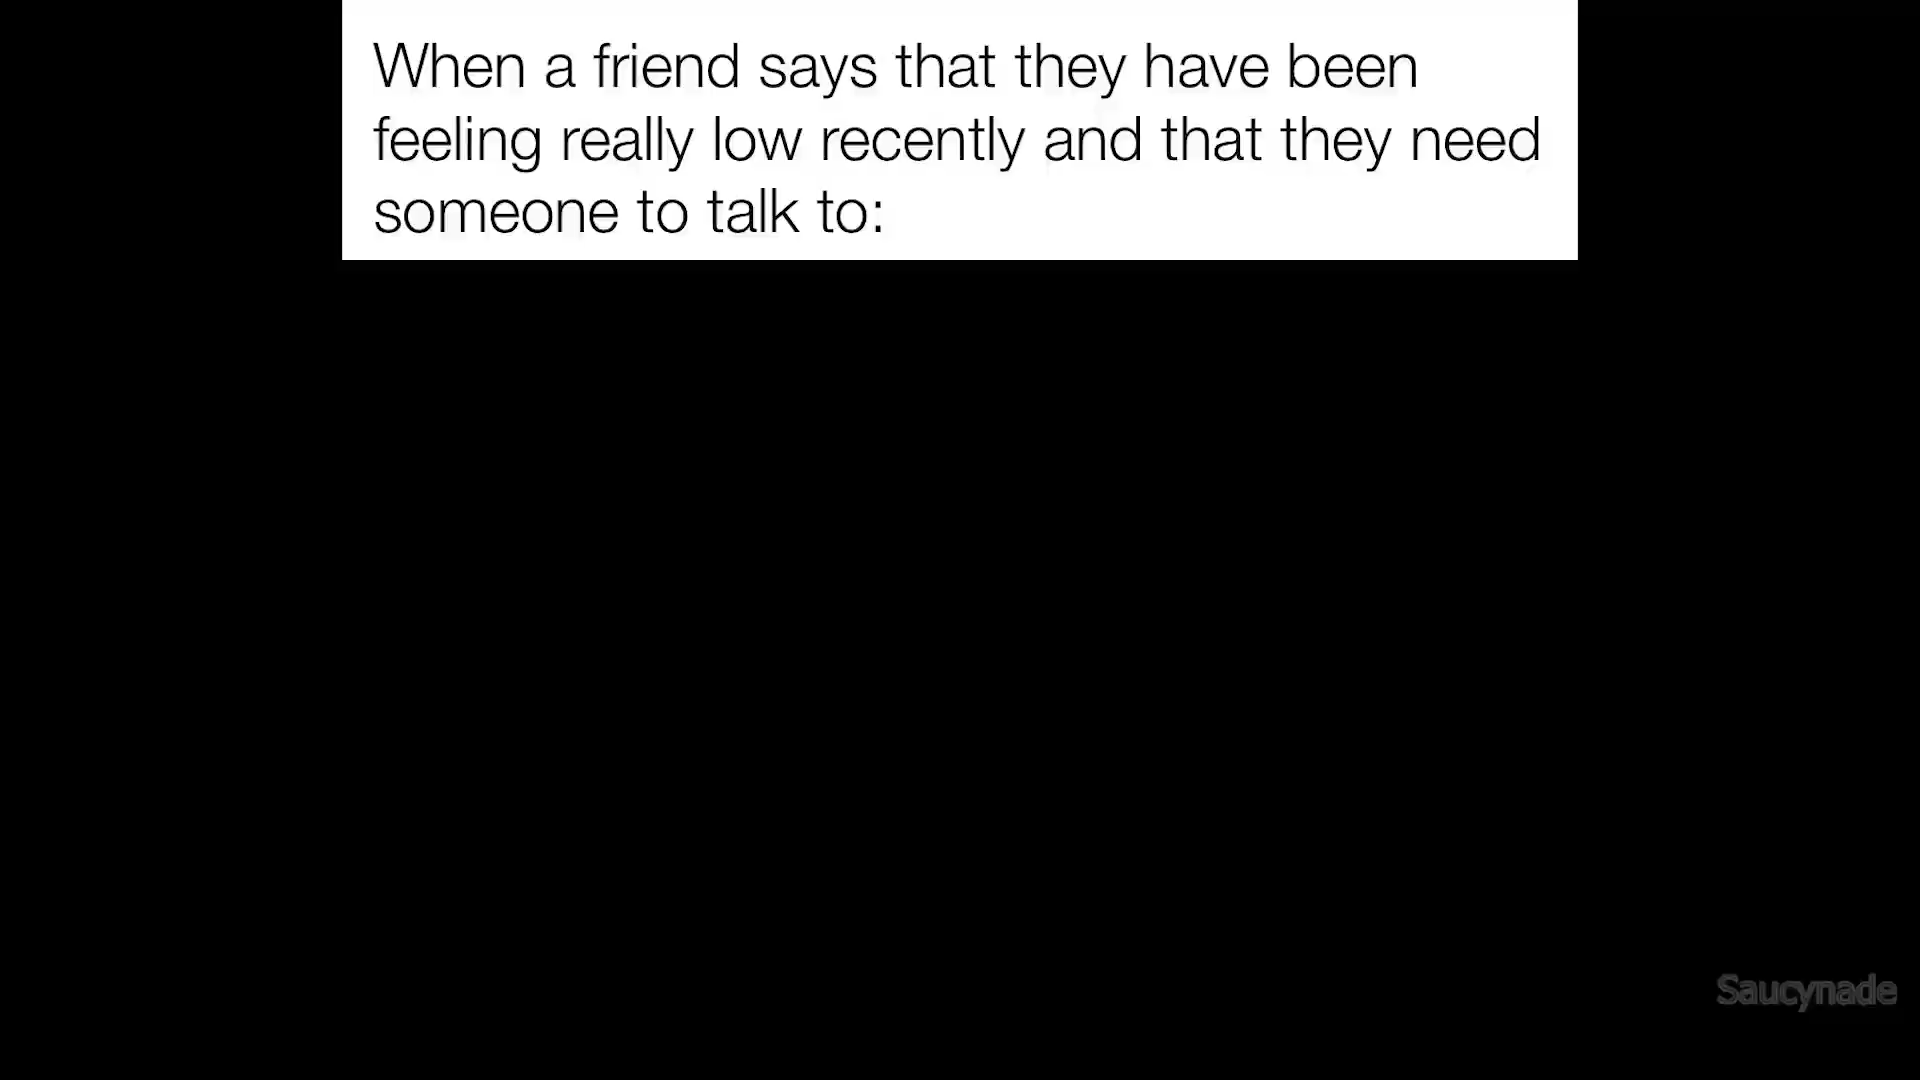 When a friend says that they have been
feeling really low recently and that they need
someone to talk to:
Saucynade